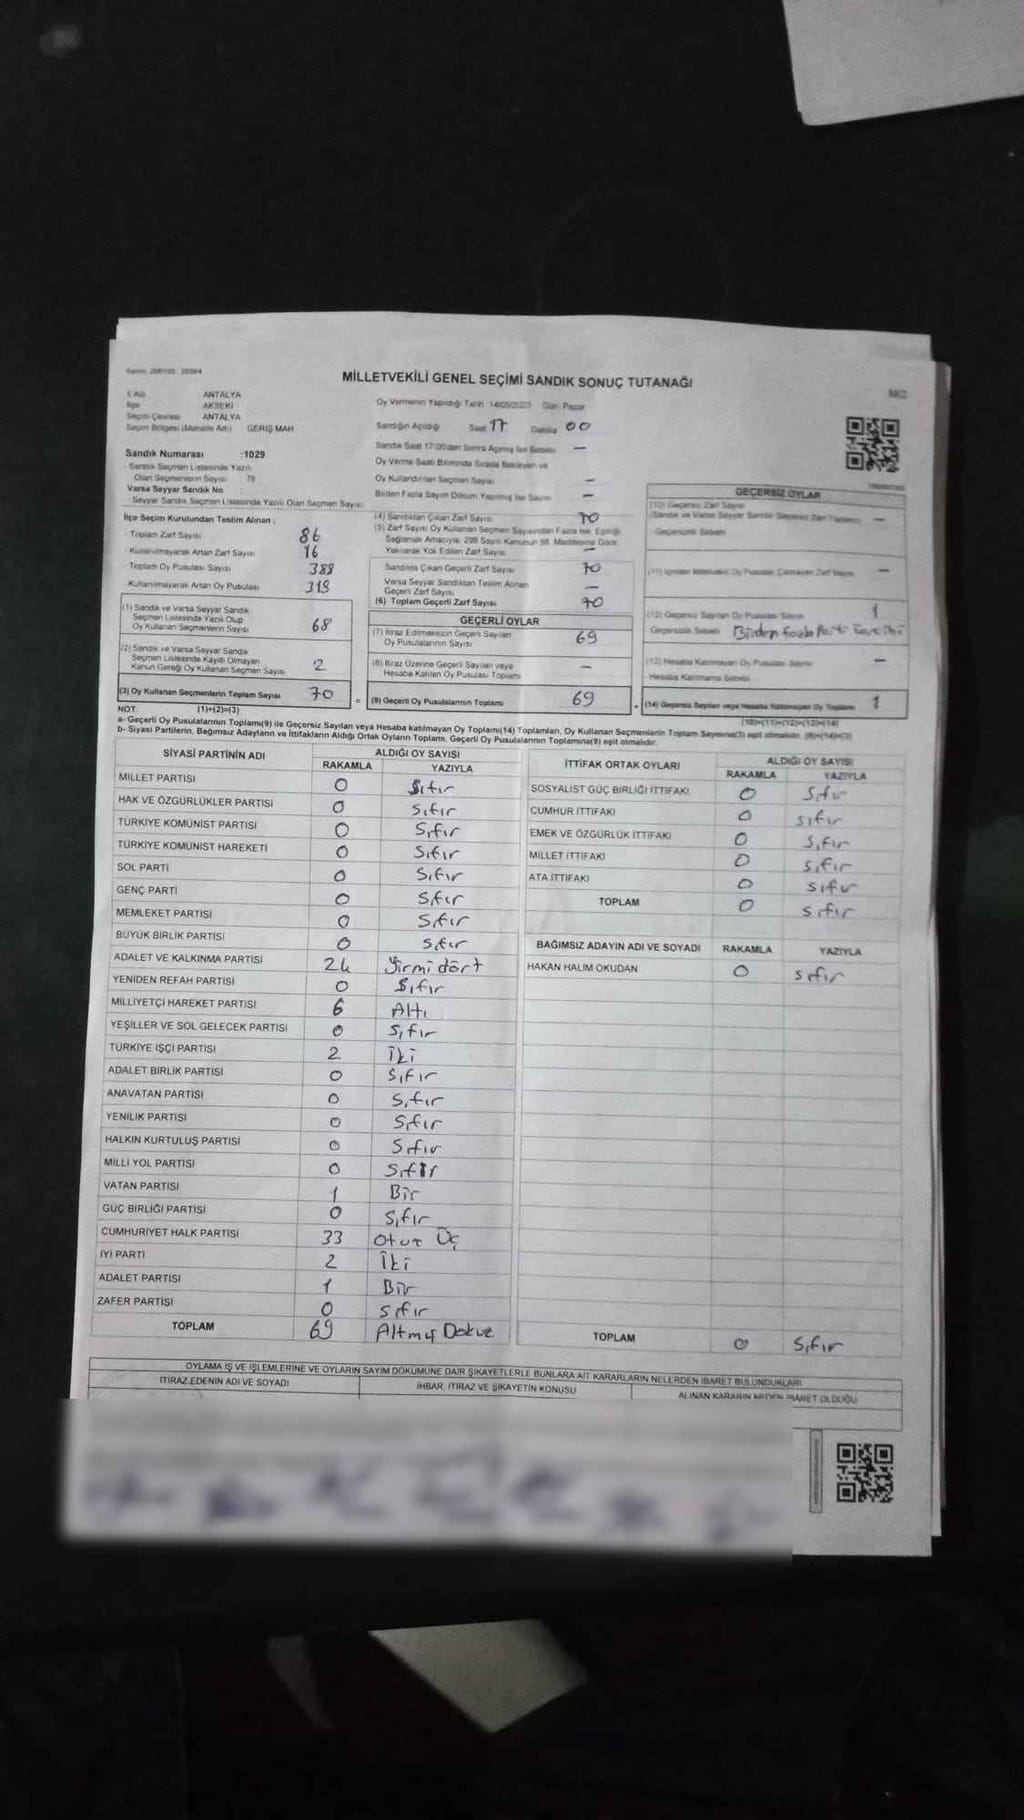 MİLLETVEKİLİ GENEL SEÇİMİ SANDIK SONUÇ TUTANAĞI
İl Adı ANTALYA
İlçe AKSEKİ
Seçim Çevresi ANTALYA
Seçim Bölgesi (Mahalle Adı) GERİŞ MAH
Oy Vermenin Yapıldığı Tarih 14/05/2023 Gün Pazar
Sandığın Açıldığı Saat 17 Dakika 00
Sandık Saat 17:00'den Sonra Açılmış İse Sebebi —
Sandık Numarası :1029
Sandık Seçmen Listesinde Yazılı
Olan Seçmenlerin Sayısı 78
Varsa Seyyar Sandık No
Seyyar Sandık Seçmen Listesinde Yazılı Olan Seçmen Sayısı
Oy Verme Saati Bitiminde Sırada Bekleyen ve
Oy Kullandırılan Seçmen Sayısı —
Birden Fazla Sayım Döküm Yapılmış İse Sayısı —
İlçe Seçim Kurulundan Teslim Alınan :
Toplam Zarf Sayısı 86
Kullanılmayarak Artan Zarf Sayısı 16
Toplam Oy Pusulası Sayısı 388
Kullanılmayarak Artan Oy Pusulası 318
(1) Sandık ve Varsa Seyyar Sandık
Seçmen Listesinde Yazılı Olup
Oy Kullanan Seçmenlerin Sayısı 68
(2) Sandık ve Varsa Seyyar Sandık
Seçmen Listesinde Kayıtlı Olmayan
Kanun Gereği Oy Kullanan Seçmen Sayısı 2
(3) Oy Kullanan Seçmenlerin Toplam Sayısı 70
(4) Sandıktan Çıkan Zarf Sayısı 70
(5) Zarf Sayısı Oy Kullanan Seçmen Sayısından Fazla İse, Eşitliği
Sağlamak Amacıyla, 298 Sayılı Kanunun 98. Maddesine Göre
Yakılarak Yok Edilen Zarf Sayısı —
Sandıkta Çıkan Geçerli Zarf Sayısı 70
Varsa Seyyar Sandıktan Teslim Alınan
Geçerli Zarf Sayısı —
(6) Toplam Geçerli Zarf Sayısı 70
GEÇERLİ OYLAR
(7) İtiraz Edilmeksizin Geçerli Sayılan
Oy Pusulalarının Sayısı 69
(8) İtiraz Üzerine Geçerli Sayılan veya
Hesaba Katılan Oy Pusulası Toplamı —
(9) Geçerli Oy Pusulalarının Toplamı 69
GEÇERSİZ OYLAR
(10) Geçersiz Zarf Sayısı
(Sandık ve Varsa Seyyar Sandık Geçersiz Zarf Toplamı) —
Geçersizlik Sebebi
(11) İçinden Milletvekili Oy Pusulası Çıkmayan Zarf Sayısı —
(12) Geçersiz Sayılan Oy Pusulası Sayısı 1
Geçersizlik Sebebi Birden fazla Parti
(13) Hesaba Katılmayan Oy Pusulası Sayısı —
Hesaba Katılmama Sebebi
(14) Geçersiz Sayılan veya Hesaba Katılmayan Oy Toplamı 1
NOT: (1)+(2)=(3)
(10)+(11)+(12)+(13)=(14)
a- Geçerli Oy Pusulalarının Toplamı(9) ile Geçersiz Sayılan veya Hesaba katılmayan Oy Toplamı(14) Toplamları, Oy Kullanan Seçmenlerin Toplam Sayısına(3) eşit olmalıdır. (9)+(14)=(3)
b- Siyasi Partilerin, Bağımsız Adayların ve İttifakların Aldığı Ortak Oyların Toplamı, Geçerli Oy Pusulalarının Toplamına(9) eşit olmalıdır.
SİYASİ PARTİNİN ADI ALDIĞI OY SAYISI
RAKAMLA YAZIYLA
MİLLET PARTİSİ 0 Sıfır
HAK VE ÖZGÜRLÜKLER PARTİSİ 0 Sıfır
TÜRKİYE KOMÜNİST PARTİSİ 0 Sıfır
TÜRKİYE KOMÜNİST HAREKETİ 0 Sıfır
SOL PARTİ 0 Sıfır
GENÇ PARTİ 0 Sıfır
MEMLEKET PARTİSİ 0 Sıfır
BÜYÜK BİRLİK PARTİSİ 0 Sıfır
ADALET VE KALKINMA PARTİSİ 24 Yirmi dört
YENİDEN REFAH PARTİSİ 0 Sıfır
MİLLİYETÇİ HAREKET PARTİSİ 6 Altı
YEŞİLLER VE SOL GELECEK PARTİSİ 0 Sıfır
TÜRKİYE İŞÇİ PARTİSİ 2 İki
ADALET BİRLİK PARTİSİ 0 Sıfır
ANAVATAN PARTİSİ 0 Sıfır
YENİLİK PARTİSİ 0 Sıfır
HALKIN KURTULUŞ PARTİSİ 0 Sıfır
MİLLİ YOL PARTİSİ 0 Sıfır
VATAN PARTİSİ 1 Bir
GÜÇ BİRLİĞİ PARTİSİ 0 Sıfır
CUMHURİYET HALK PARTİSİ 33 Otuz Üç
İYİ PARTİ 2 İki
ADALET PARTİSİ 1 Bir
ZAFER PARTİSİ 0 Sıfır
TOPLAM 69 Altmış Dokuz
İTTİFAK ORTAK OYLARI ALDIĞI OY SAYISI
RAKAMLA YAZIYLA
SOSYALİST GÜÇ BİRLİĞİ İTTİFAKI 0 Sıfır
CUMHUR İTTİFAKI 0 sıfır
EMEK VE ÖZGÜRLÜK İTTİFAKI 0 Sıfır
MİLLET İTTİFAKI 0 sıfır
ATA İTTİFAKI 0 sıfır
TOPLAM 0 sıfır
BAĞIMSIZ ADAYIN ADI VE SOYADI RAKAMLA YAZIYLA
HAKAN HALİM OKUDAN 0 sıfır
TOPLAM 0 Sıfır
OYLAMA İŞ VE İŞLEMLERİNE VE OYLARIN SAYIM DÖKÜMÜNE DAİR ŞİKAYETLERLE BUNLARA AİT KARARLARIN NELERDEN İBARET BULUNDUKLARI
İTİRAZ EDENİN ADI VE SOYADI İHBAR, İTİRAZ VE ŞİKAYETİN KONUSU ALINAN KARARIN NEDEN İBARET OLDUĞU